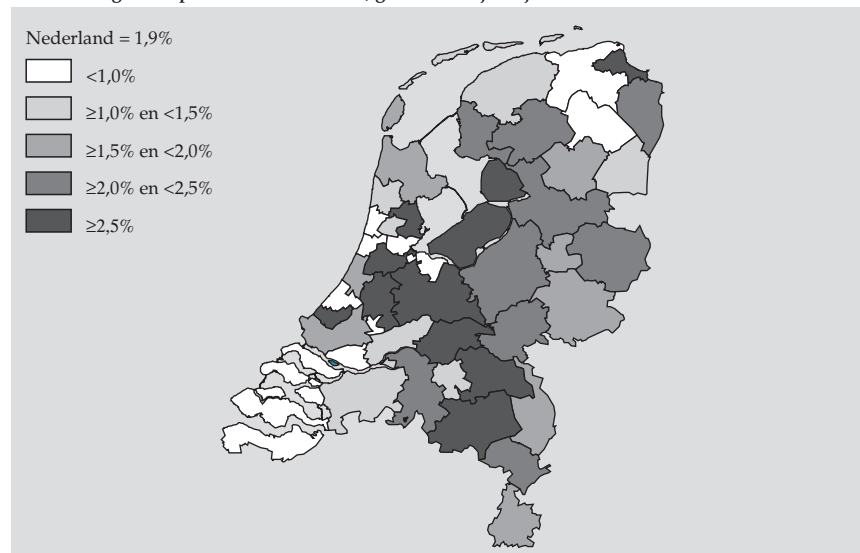 Nederland = 1,9%
<1,0%
≥1,0% en <1,5%
≥1,5% en <2,0%
≥2,0% en <2,5%
≥2,5%